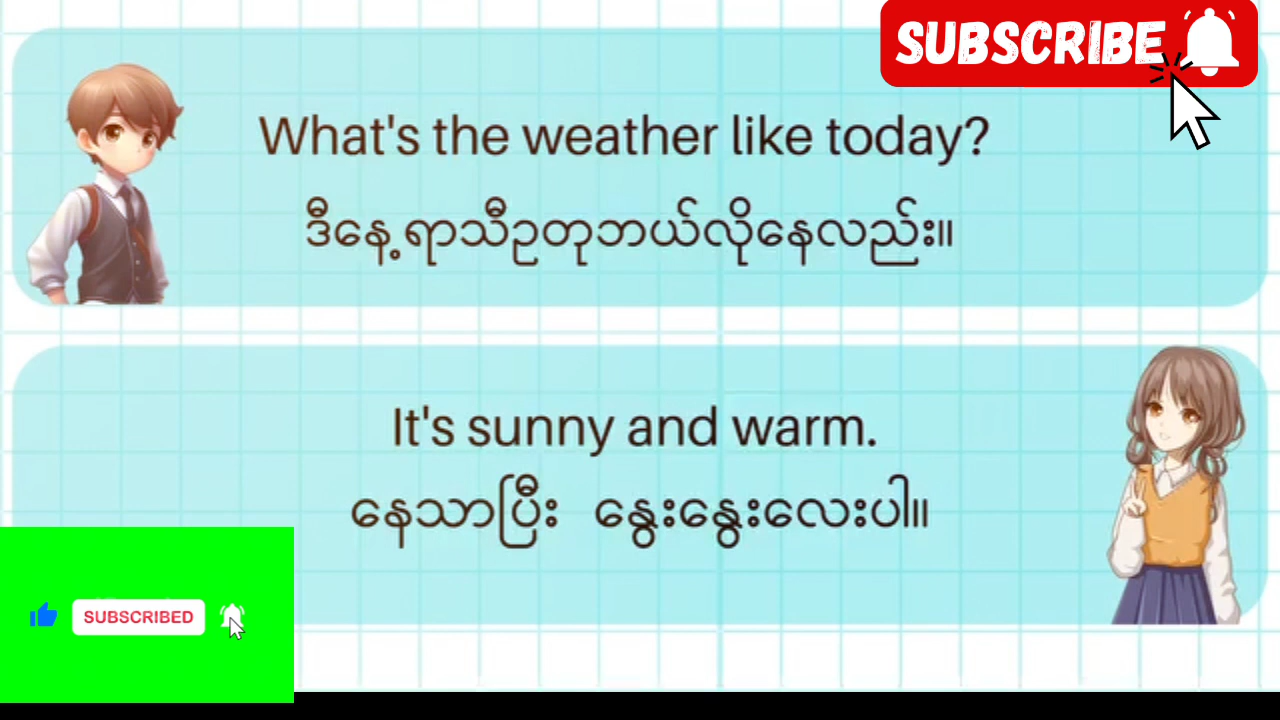 SUBSCRIBE
What's the weather like today?
ဒီနေ့ရာသီဥတုဘယ်လိုနေလည်း။
It's sunny and warm.
နေသာပြီး နွေးနွေးလေးပါ။
SUBSCRIBED